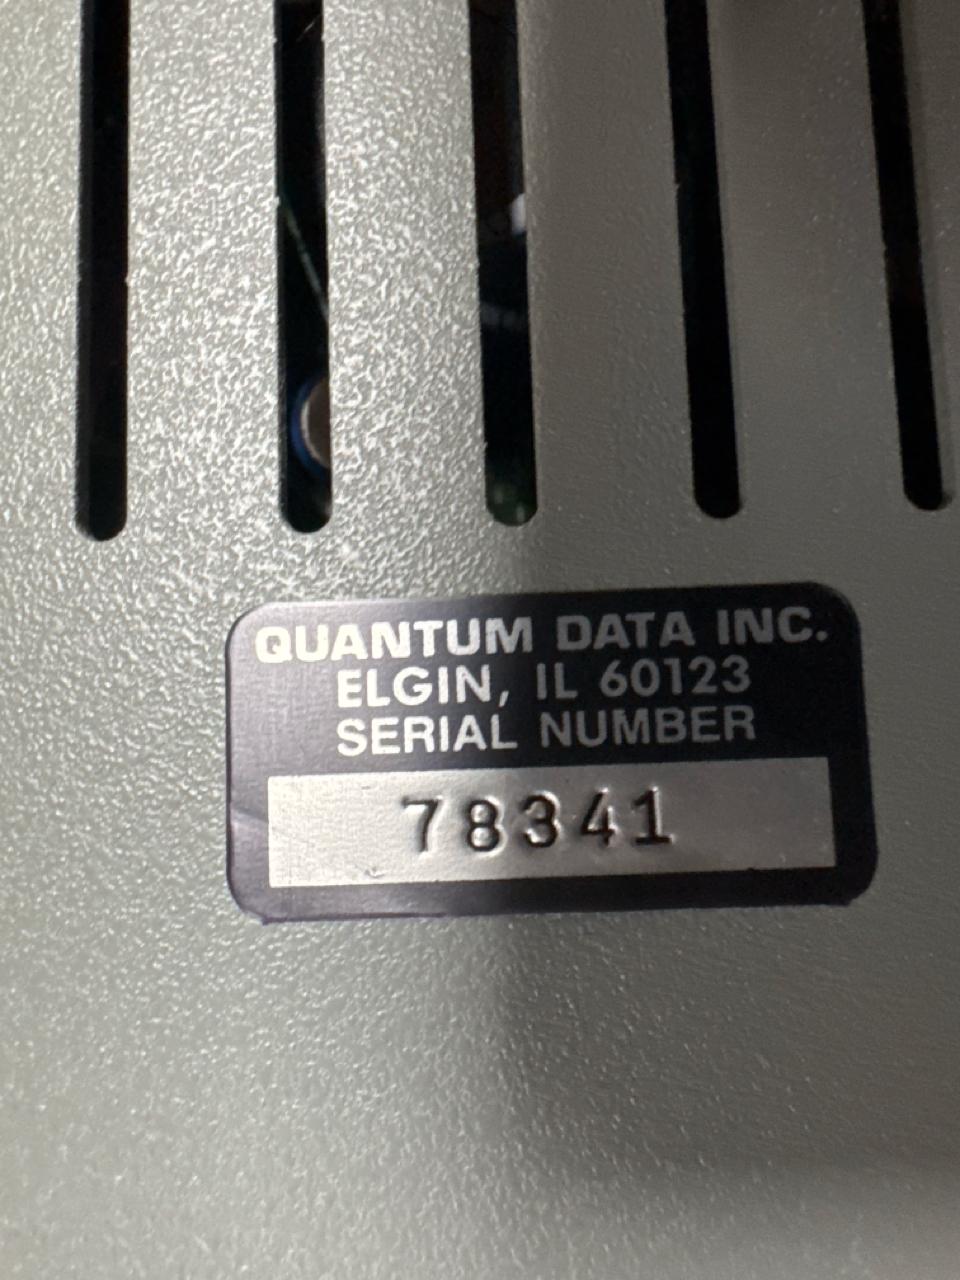 QUANTUM DATA INC.
ELGIN, IL 60123
SERIAL NUMBER
78341